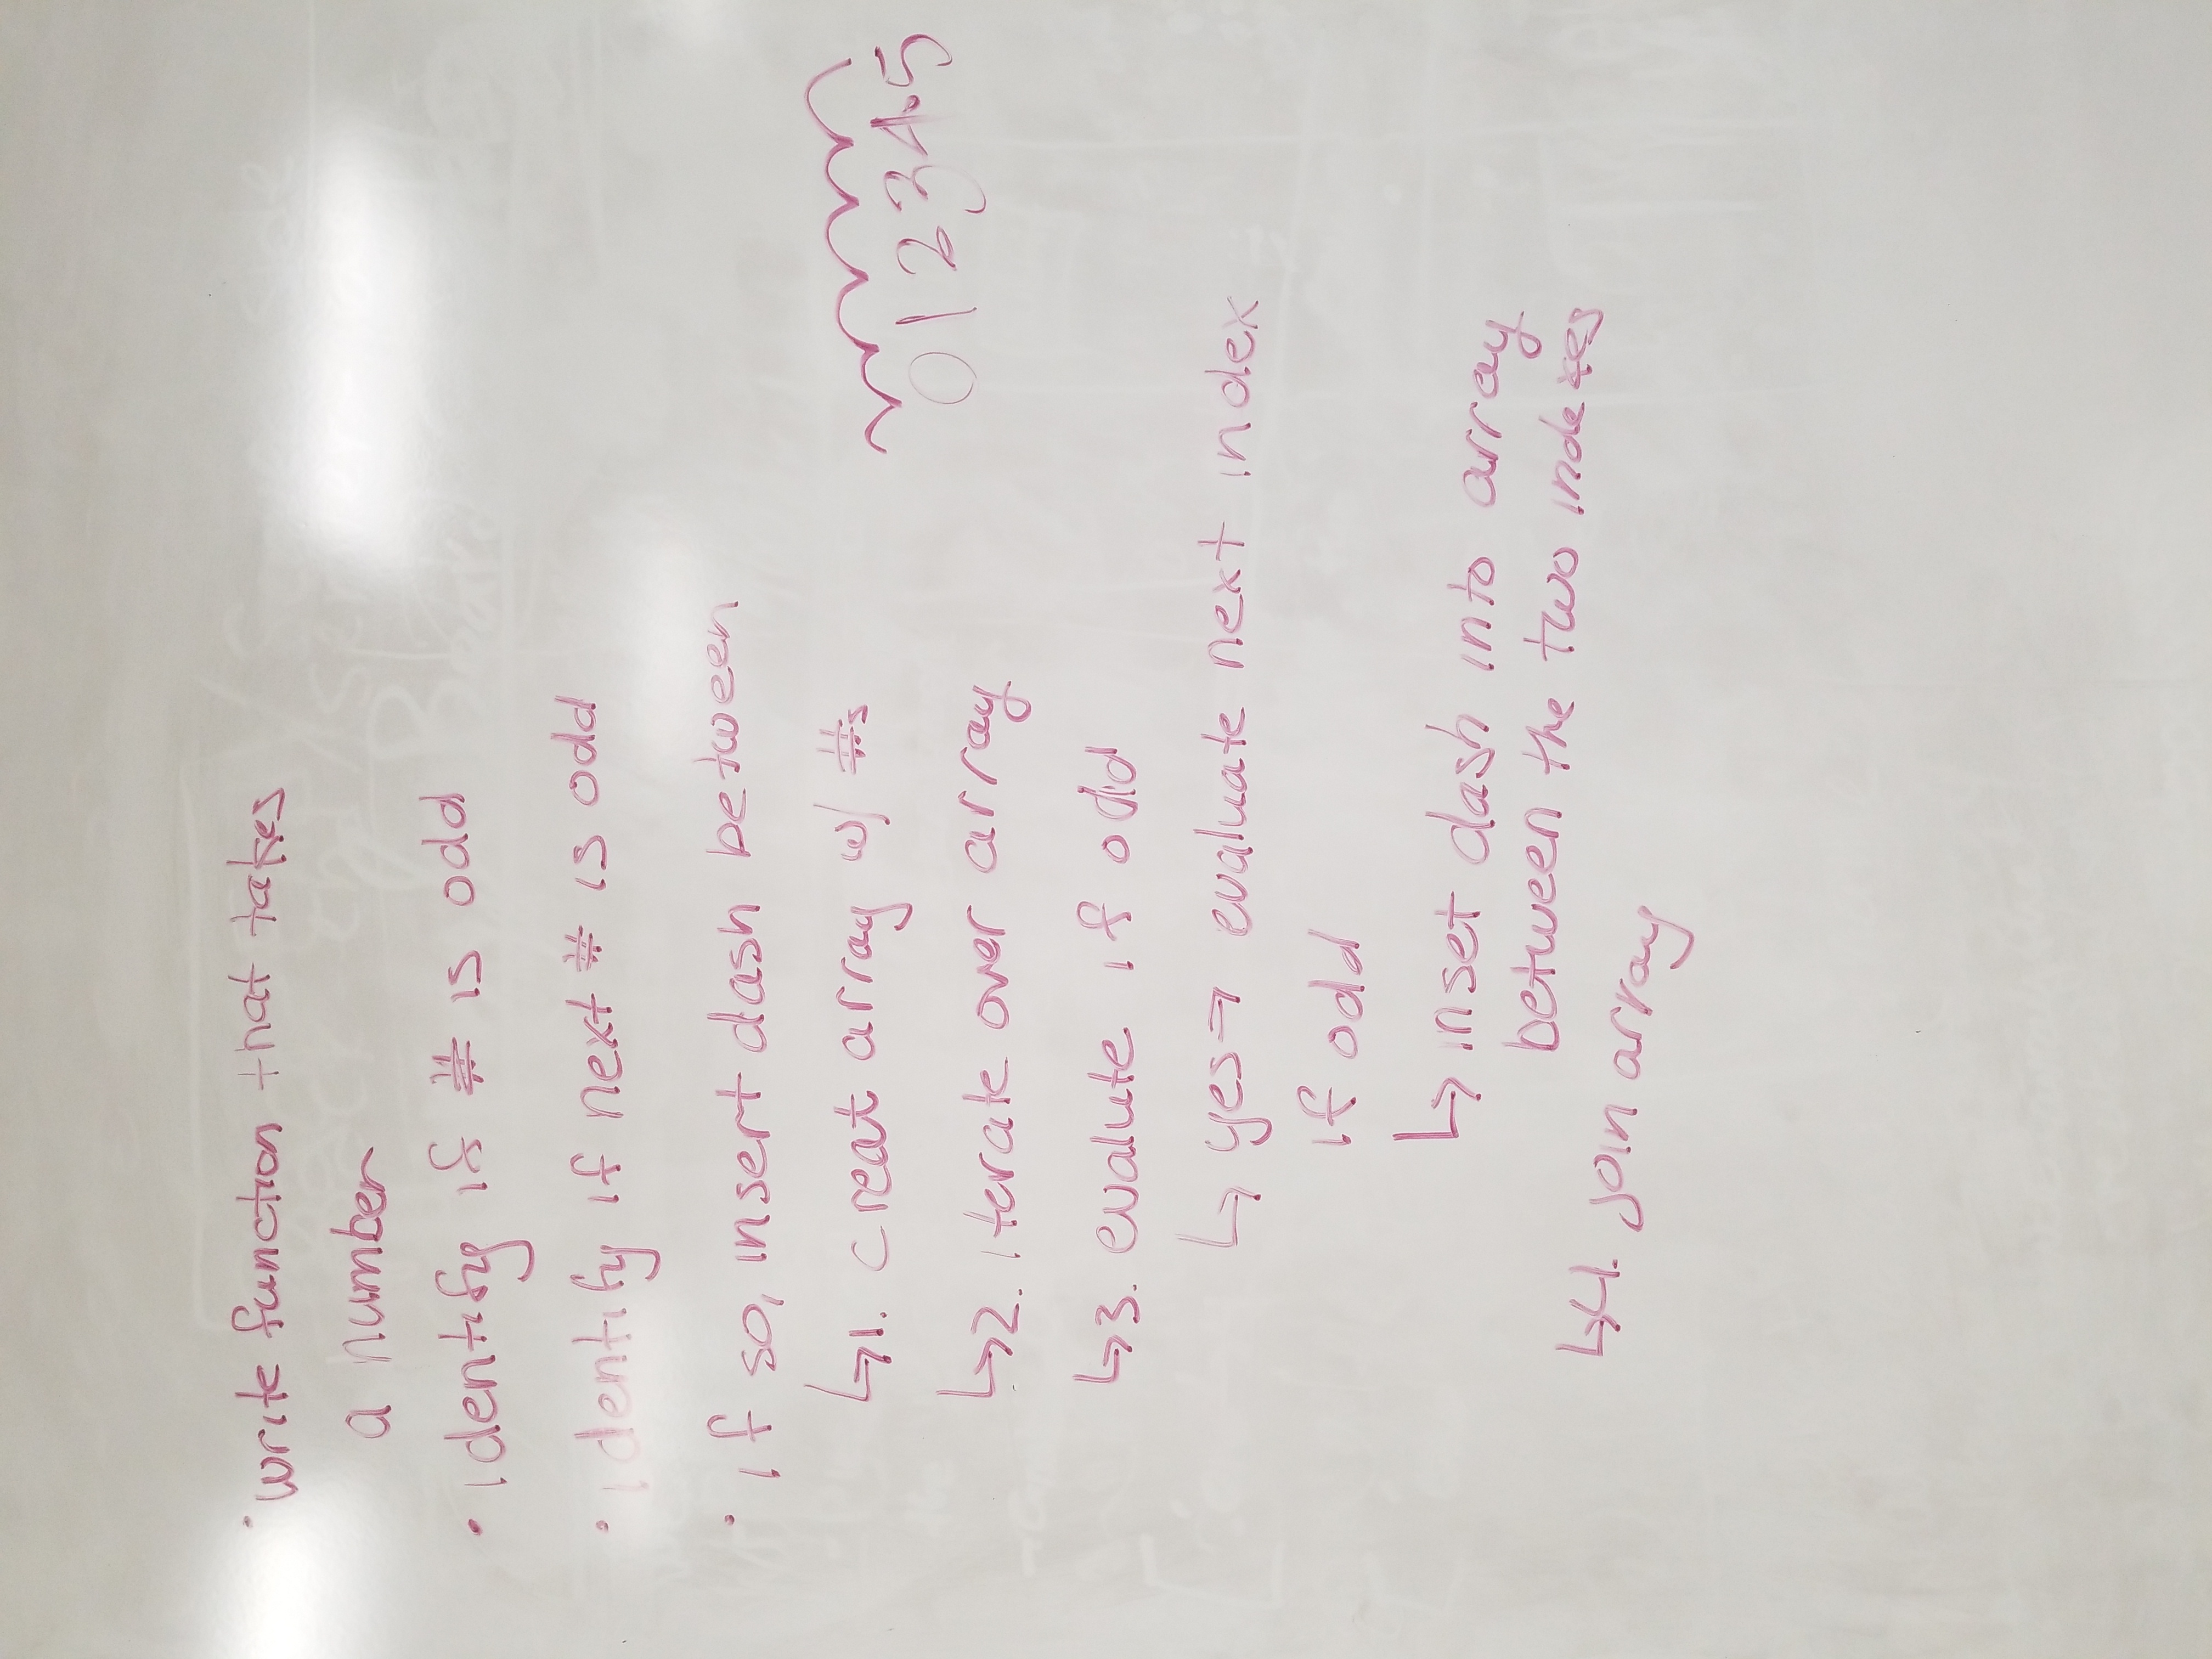 • write function that takes
a number
• identify if # is odd
• identify if next # is odd
• if so, insert dash between
↳1. creat array w/ #s
↳2. iterate over array
↳3. evalute if odd
↳ yes → evaluate next index
if odd
↳ inset dash into array
between the two indexes
↳4. join array
0 1 2 3 4 5